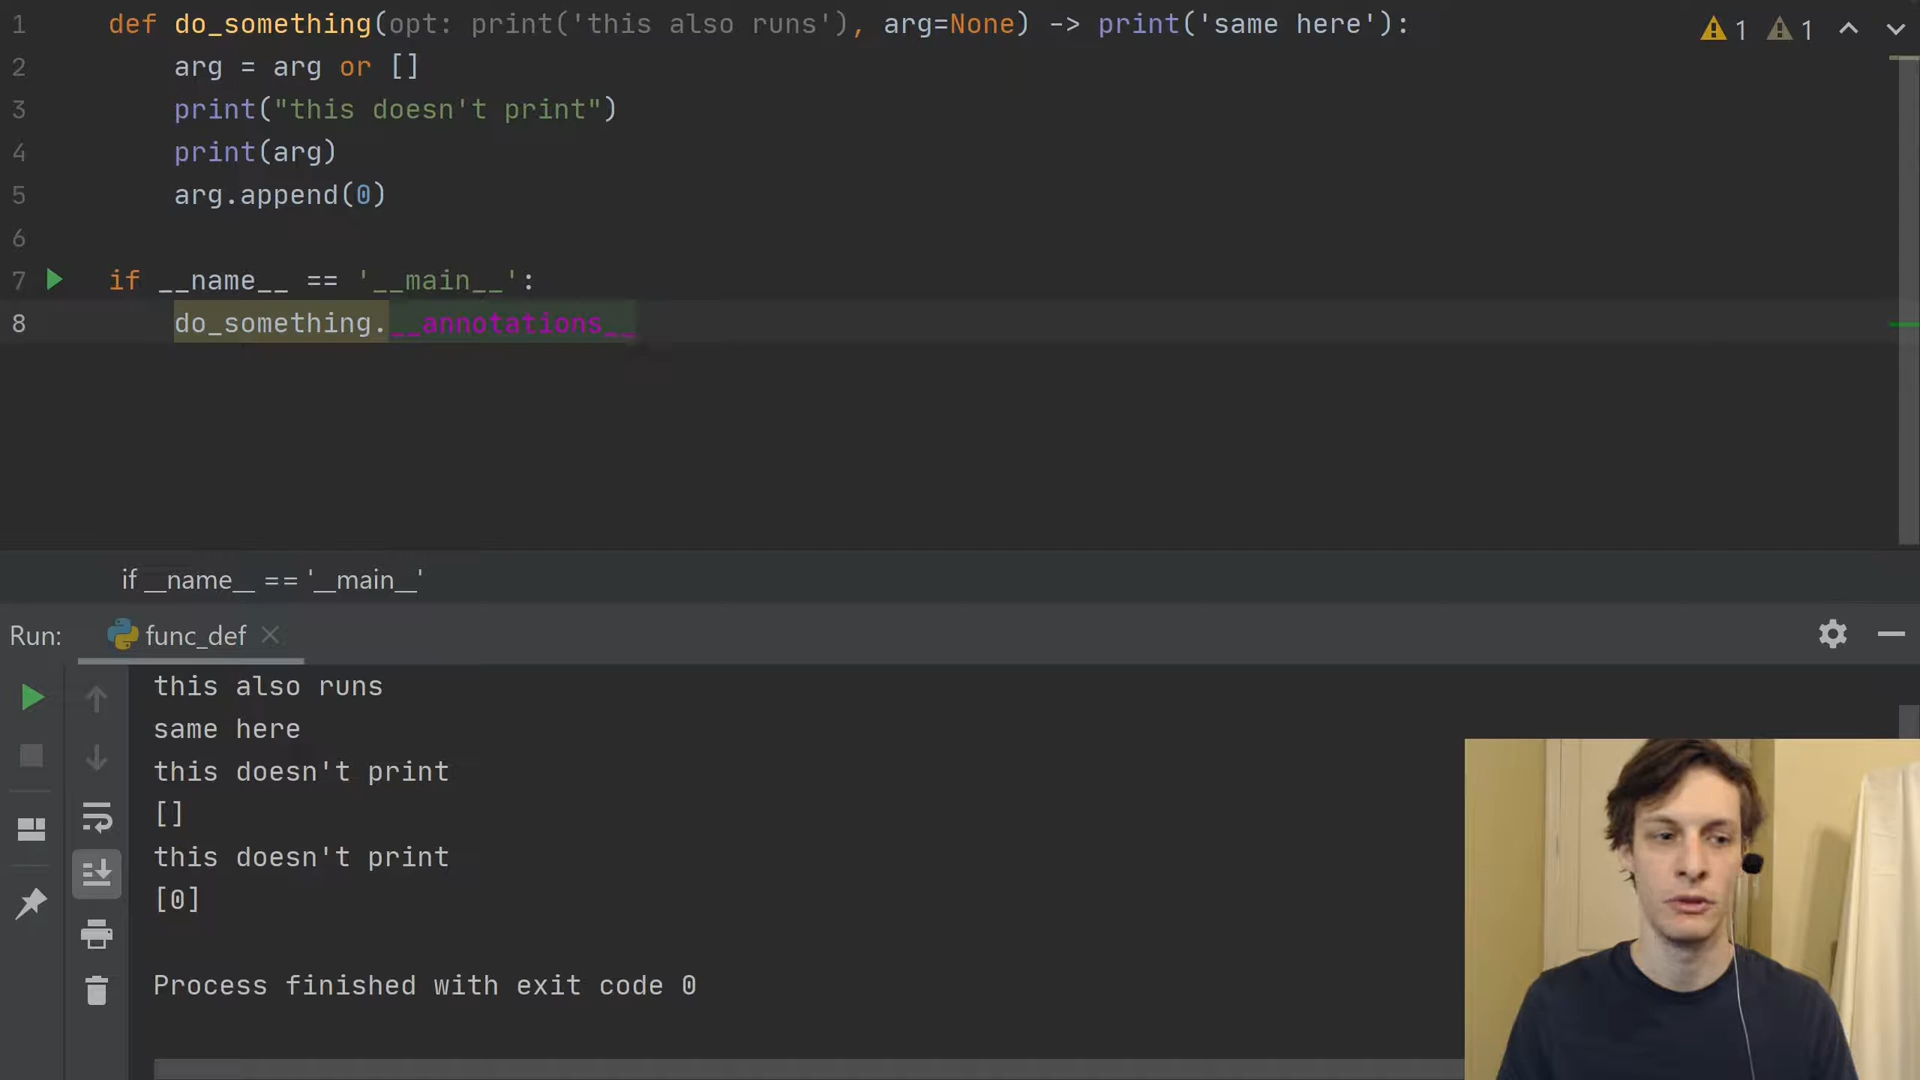 1 def do_something(opt: print('this also runs'), arg=None) -> print('same here'):
1 1
2 arg = arg or []
3 print("this doesn't print")
4 print(arg)
5 arg.append(0)
6
7 if __name__ == '__main__':
8 do_something.__annotations__
if __name__ == '__main__'
Run: func_def
this also runs
same here
this doesn't print
[]
this doesn't print
[0]
Process finished with exit code 0